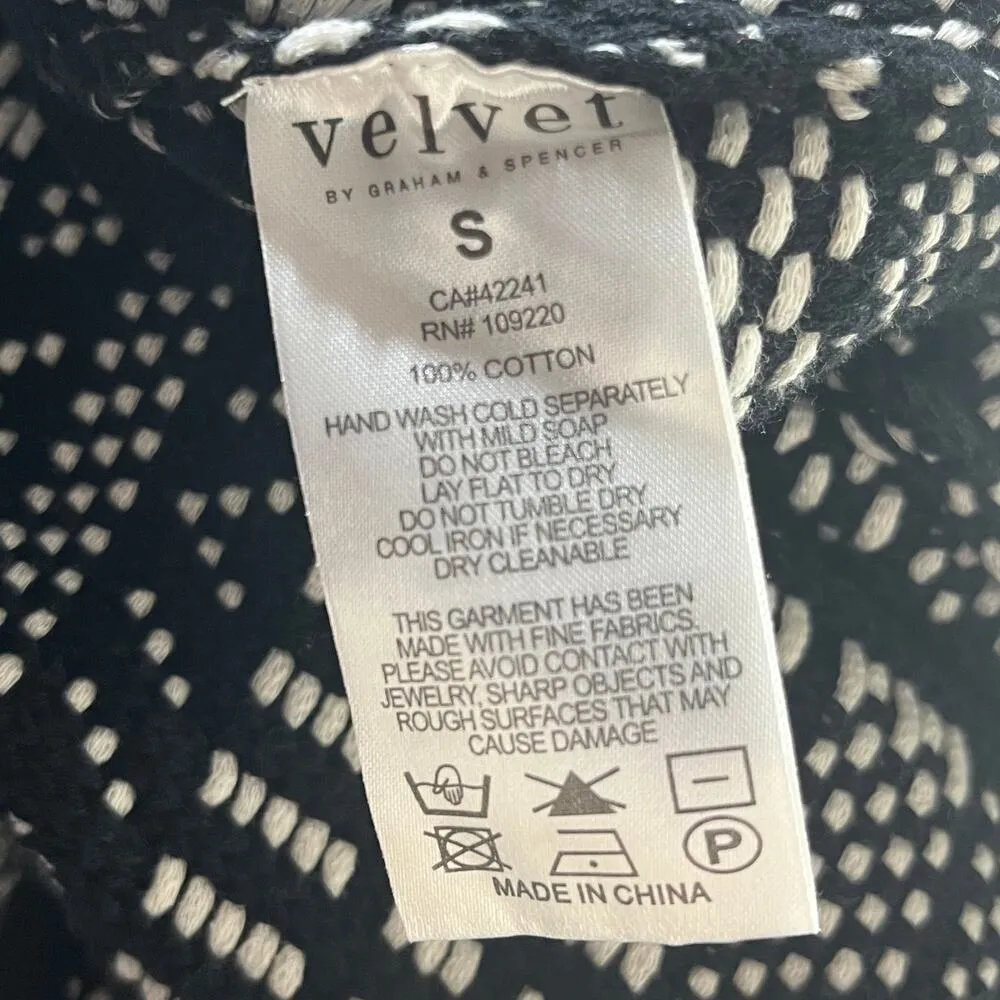 velvet
BY GRAHAM & SPENCER
S
CA#42241
RN# 109220
100% COTTON
HAND WASH COLD SEPARATELY
WITH MILD SOAP
DO NOT BLEACH
LAY FLAT TO DRY
DO NOT TUMBLE DRY
COOL IRON IF NECESSARY
DRY CLEANABLE
THIS GARMENT HAS BEEN
MADE WITH FINE FABRICS.
PLEASE AVOID CONTACT WITH
JEWELRY, SHARP OBJECTS AND
ROUGH SURFACES THAT MAY
CAUSE DAMAGE
P
MADE IN CHINA